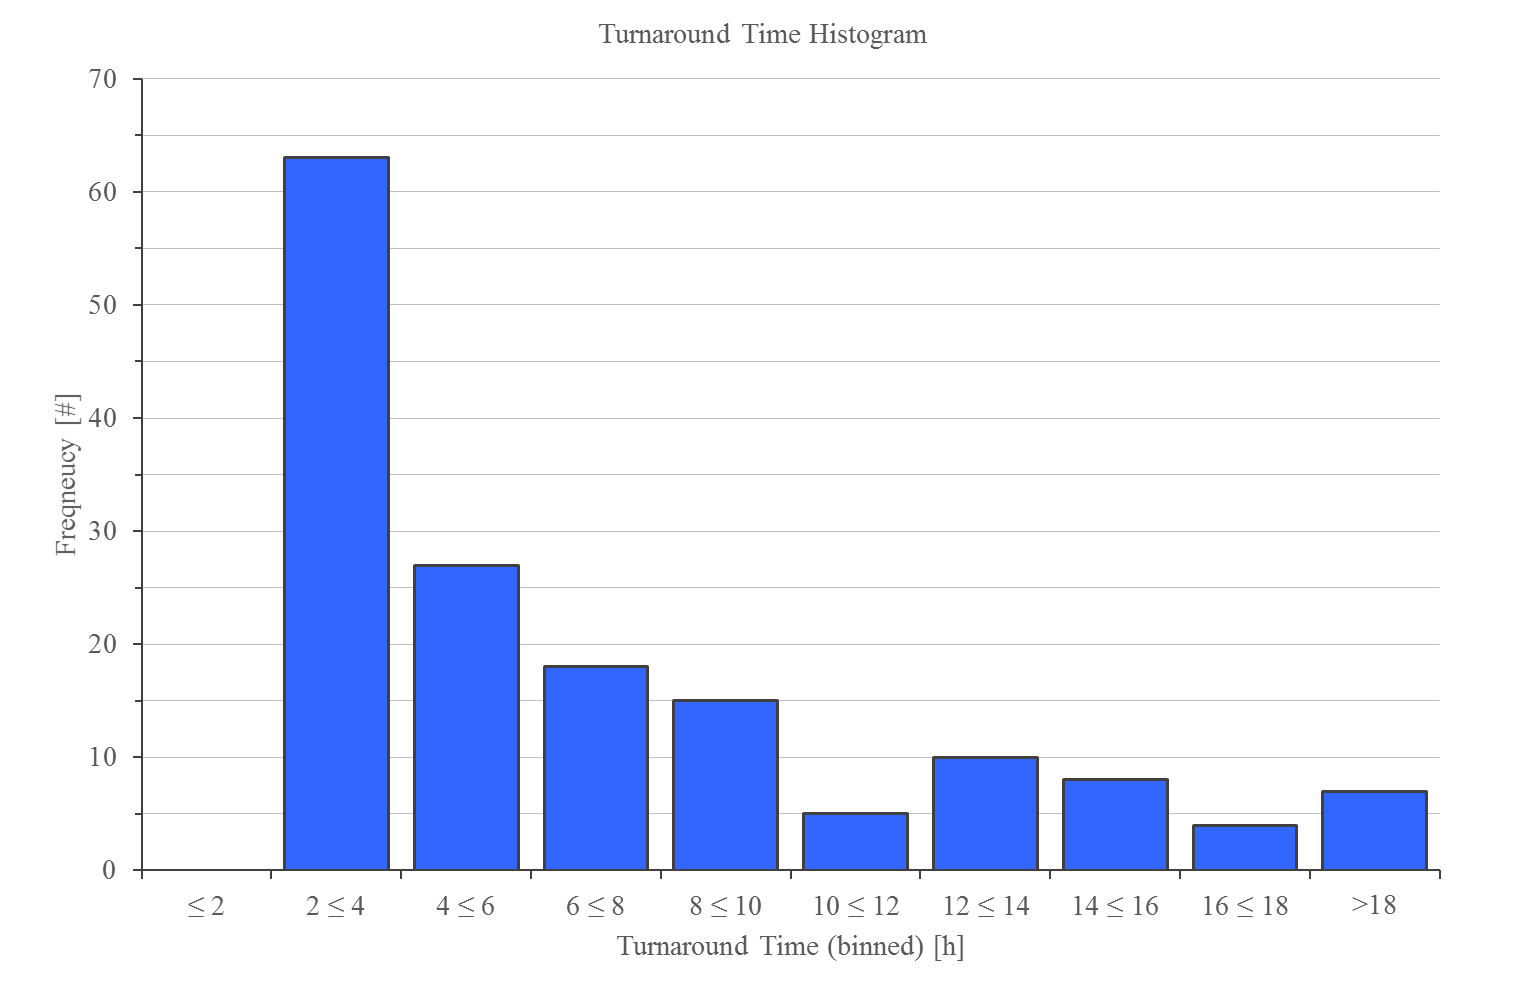 Turnaround Time Histogram
70
60
50
40
30
20
10
0
Freqneucy [#]
≤ 2
2 ≤ 4
4 ≤ 6
6 ≤ 8
8 ≤ 10
10 ≤ 12
12 ≤ 14
14 ≤ 16
16 ≤ 18
>18
Turnaround Time (binned) [h]